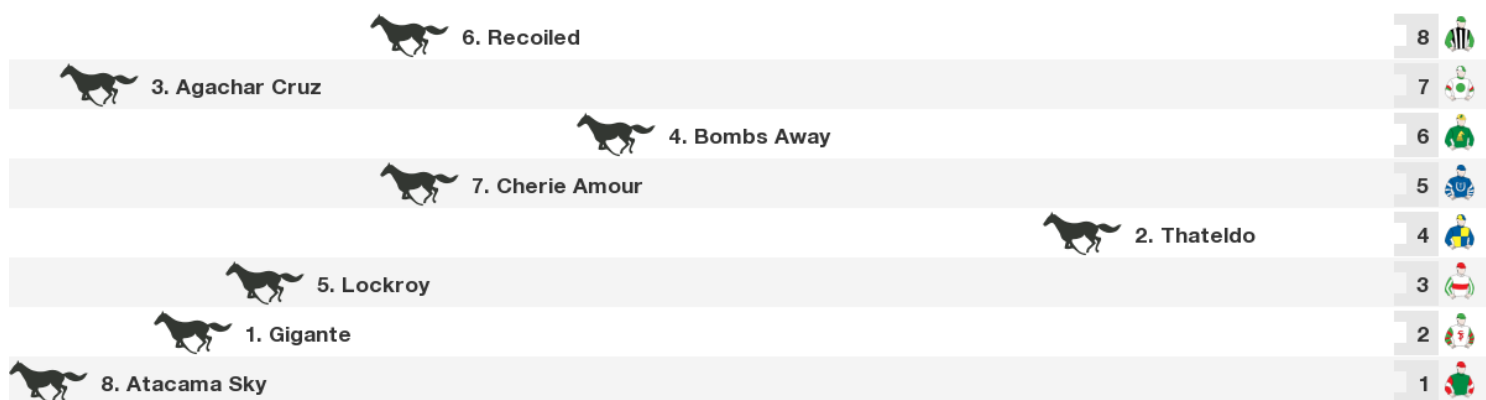 6. Recoiled 8
3. Agachar Cruz 7
4. Bombs Away 6
7. Cherie Amour 5
2. Thateldo 4
5. Lockroy 3
1. Gigante 2
8. Atacama Sky 1